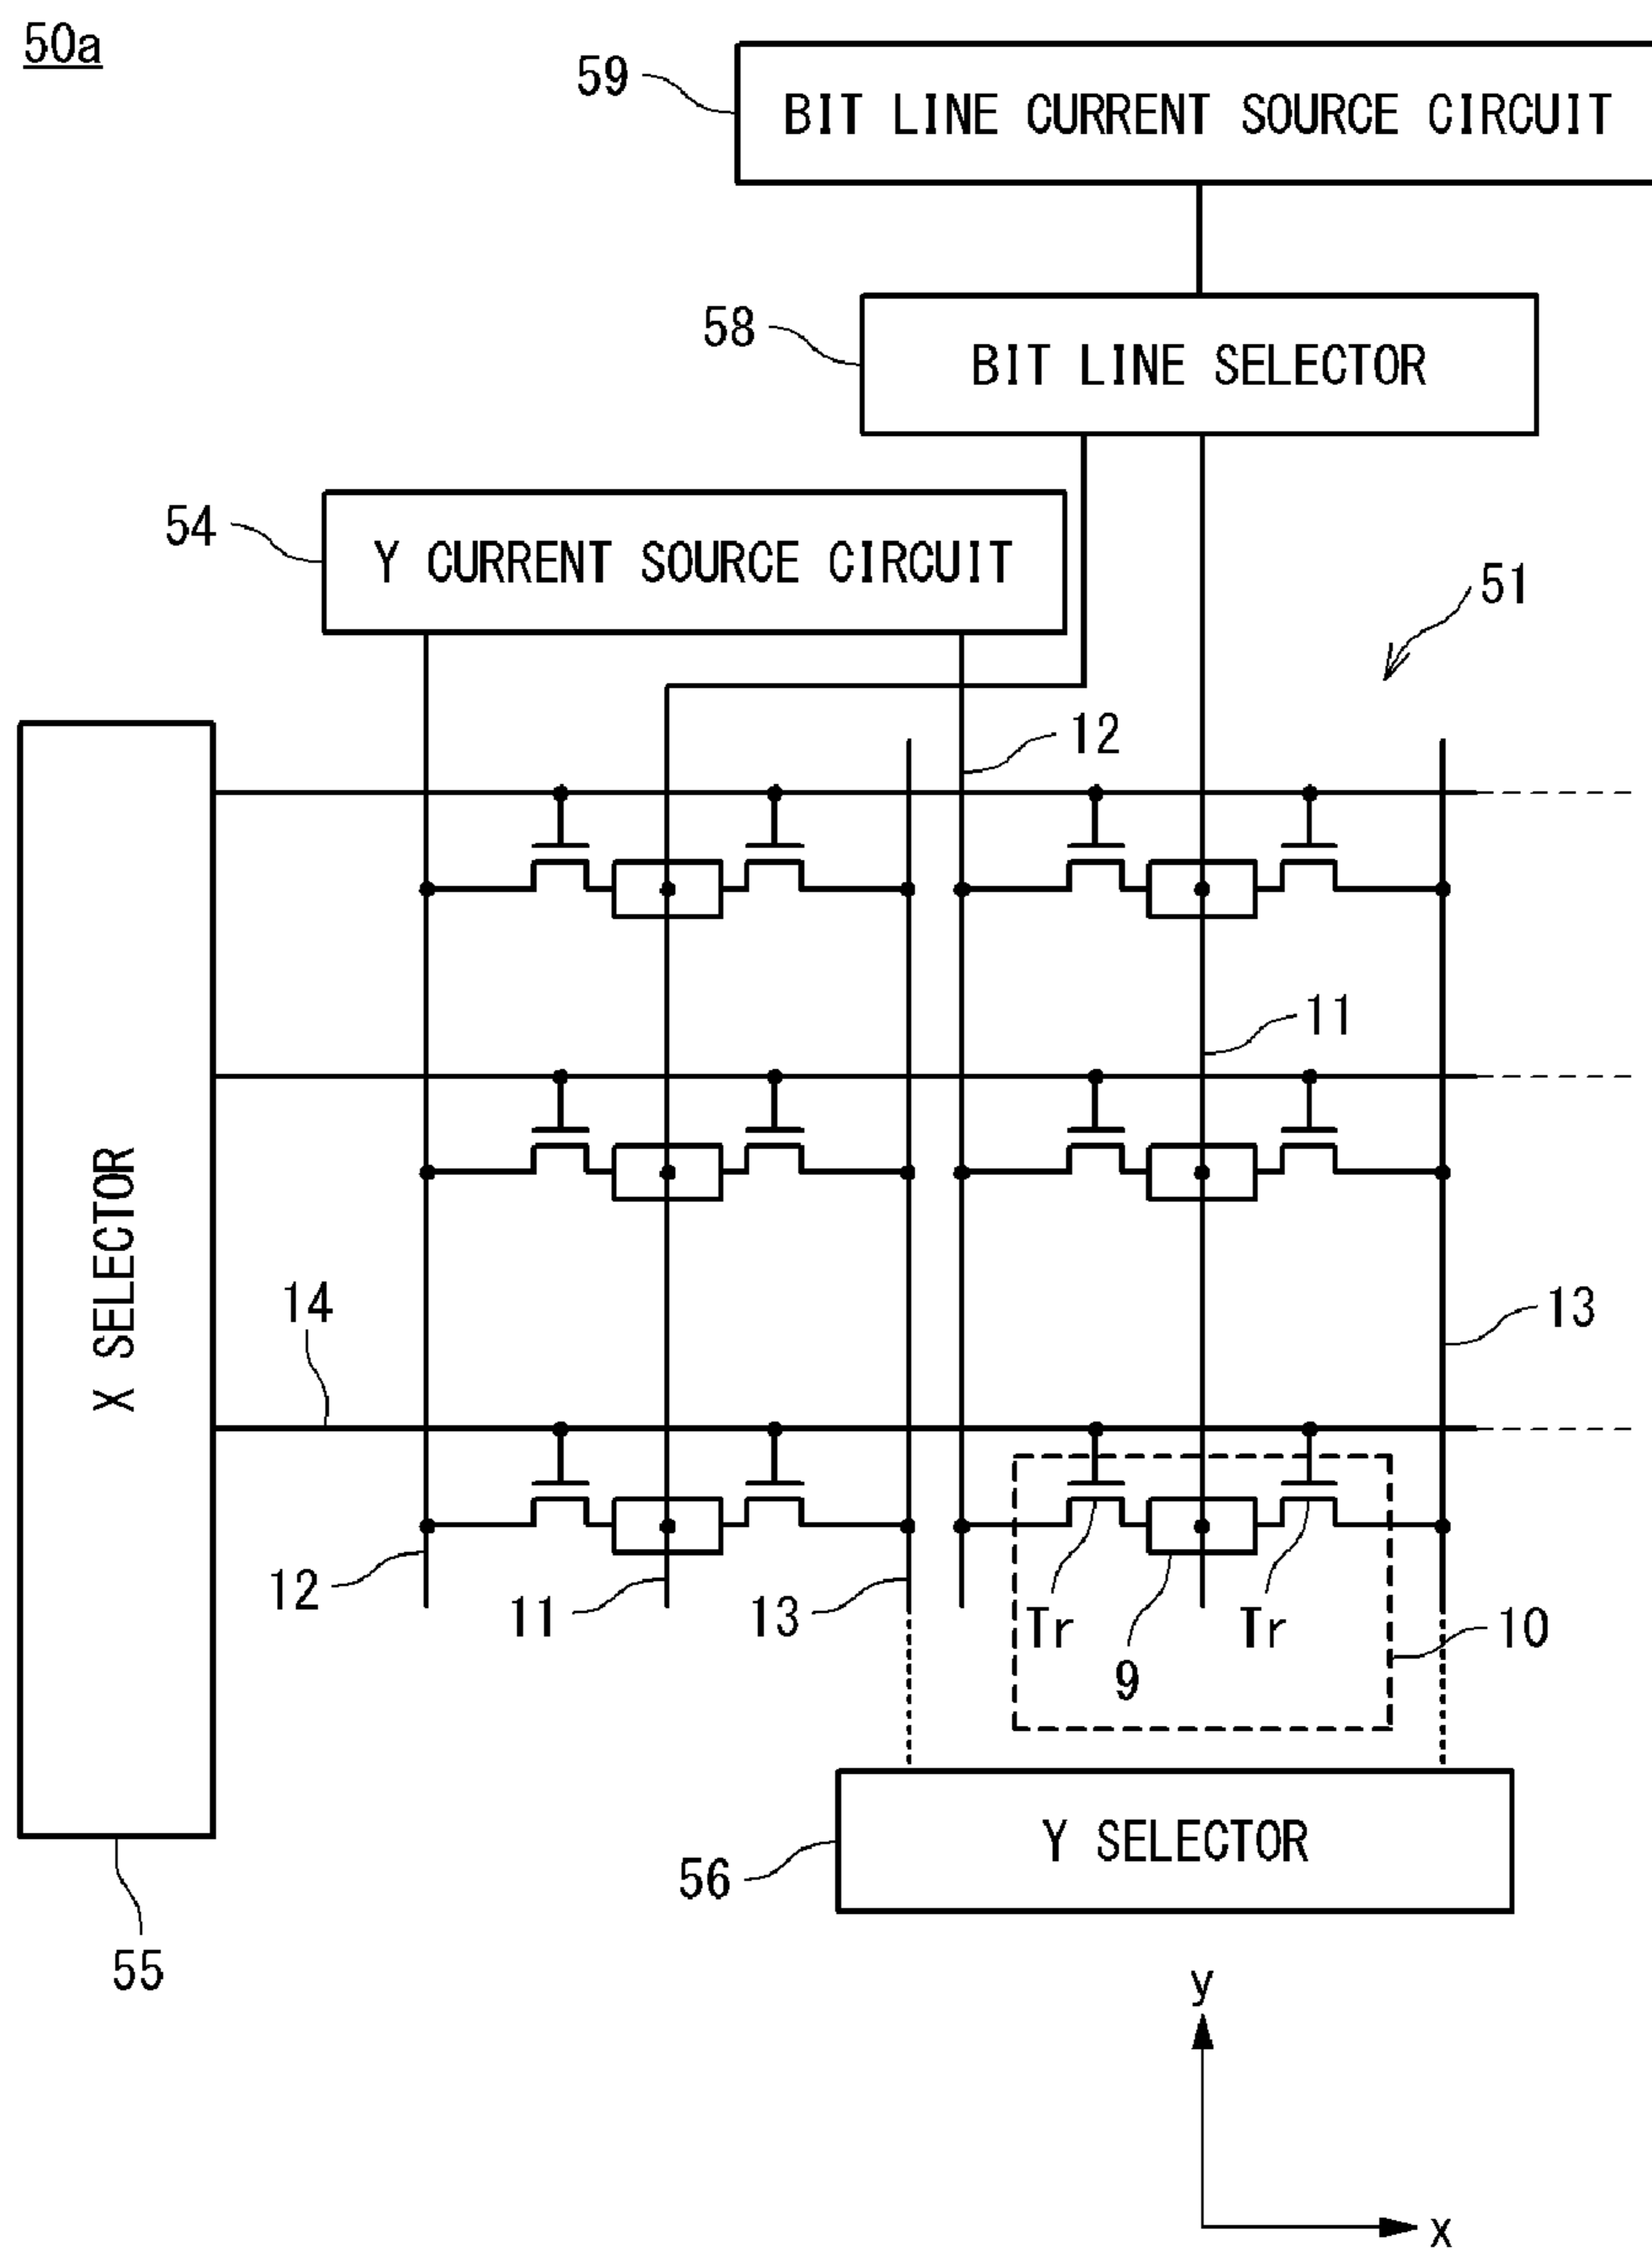 50a
59
BIT LINE CURRENT SOURCE CIRCUIT
58
BIT LINE SELECTOR
54
Y CURRENT SOURCE CIRCUIT
51
12
11
X SELECTOR
14
13
12
11
13
Tr
9
Tr
10
Y SELECTOR
56
55
y
x